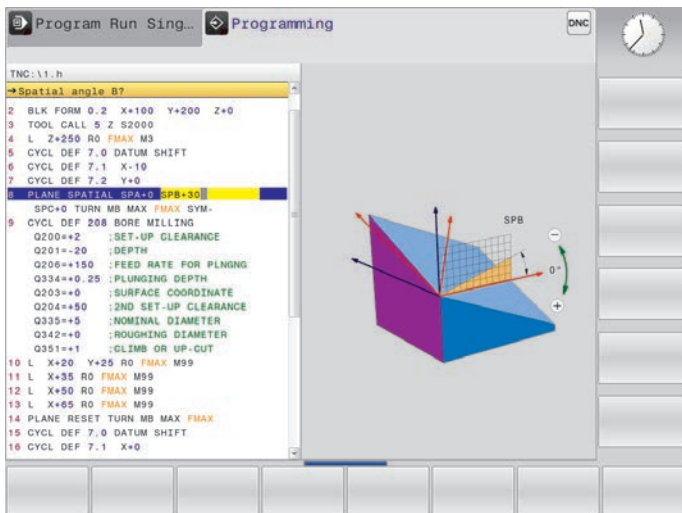 Program Run Sing...
Programming
DNC
TNC:\1.h
→Spatial angle B?
2 BLK FORM 0.2 X+100 Y+200 Z+0
3 TOOL CALL 5 Z S2000
4 L Z+250 R0 FMAX M3
5 CYCL DEF 7.0 DATUM SHIFT
6 CYCL DEF 7.1 X-10
7 CYCL DEF 7.2 Y+0
8 PLANE SPATIAL SPA+0 SPB+30
SPC+0 TURN MB MAX FMAX SYM-
9 CYCL DEF 208 BORE MILLING
Q200=+2 ;SET-UP CLEARANCE
Q201=-20 ;DEPTH
Q206=+150 ;FEED RATE FOR PLNGNG
Q334=+0.25 ;PLUNGING DEPTH
Q203=+0 ;SURFACE COORDINATE
Q204=+50 ;2ND SET-UP CLEARANCE
Q335=+5 ;NOMINAL DIAMETER
Q342=+0 ;ROUGHING DIAMETER
Q351=+1 ;CLIMB OR UP-CUT
10 L X+20 Y+25 R0 FMAX M99
11 L X+35 R0 FMAX M99
12 L X+50 R0 FMAX M99
13 L X+65 R0 FMAX M99
14 PLANE RESET TURN MB MAX FMAX
15 CYCL DEF 7.0 DATUM SHIFT
16 CYCL DEF 7.1 X+0
SPB
−
0°
+